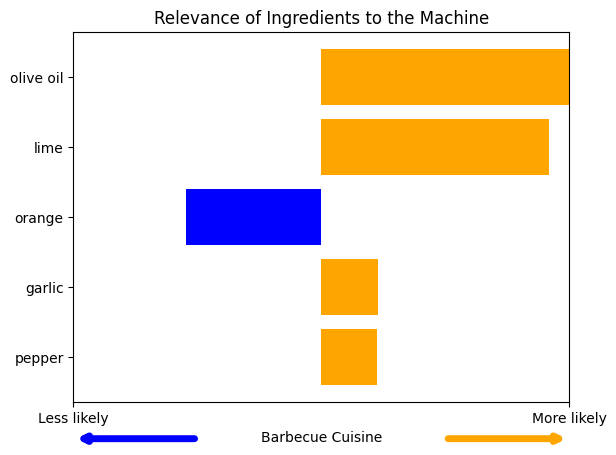 Relevance of Ingredients to the Machine
olive oil
lime
orange
garlic
pepper
Less likely
More likely
Barbecue Cuisine